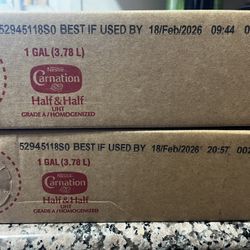 52945118S0 BEST IF USED BY 18/Feb/2026 09:44
1 GAL (3,78 L)
Nestlé
Carnation
Half & Half
UHT
GRADE A / HOMOGENIZED
52945118S0 BEST IF USED BY 18/Feb/2026 20:57 002
1 GAL (3,78 L)
Nestlé
Carnation
Half & Half
UHT
GRADE A / HOMOGENIZED